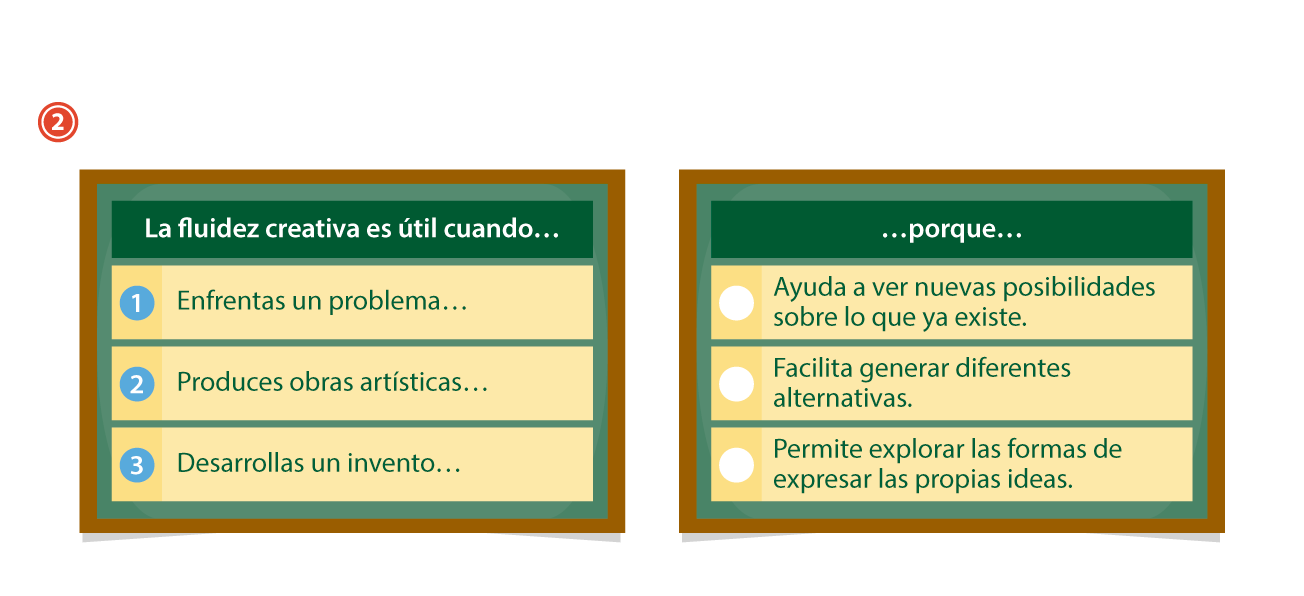 2
La fluidez creativa es útil cuando…
1 Enfrentas un problema…
2 Produces obras artísticas…
3 Desarrollas un invento…
…porque…
Ayuda a ver nuevas posibilidades
sobre lo que ya existe.
Facilita generar diferentes
alternativas.
Permite explorar las formas de
expresar las propias ideas.